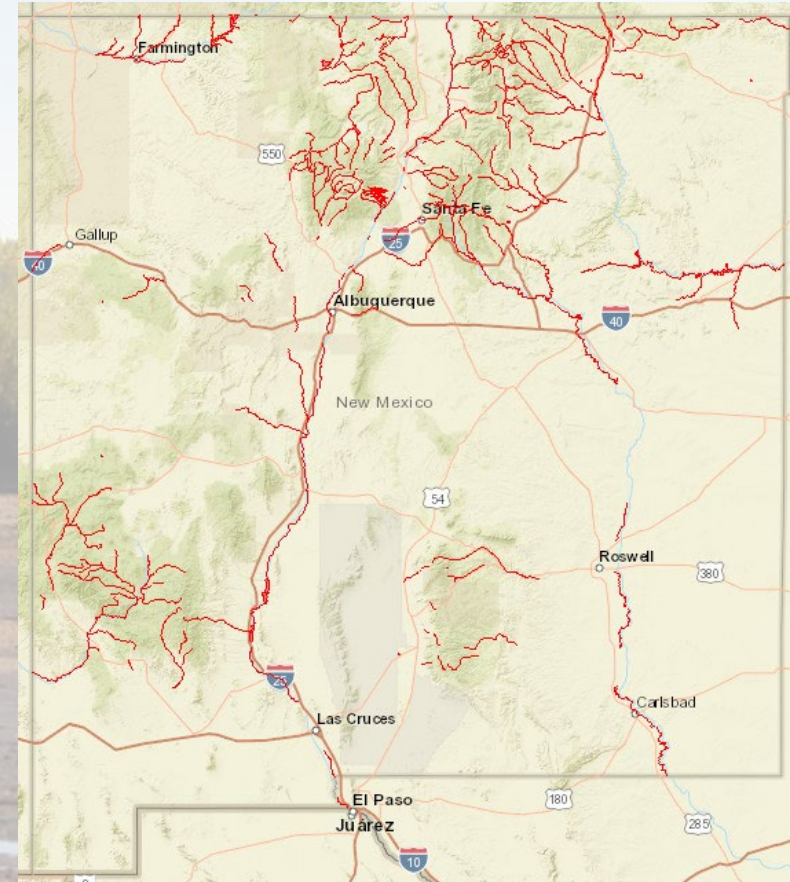 Farmington
550
Santa Fe
Gallup
25
40
Albuquerque
40
New Mexico
54
Roswell
380
25
Carlsbad
Las Cruces
El Paso
180
Juárez
285
10